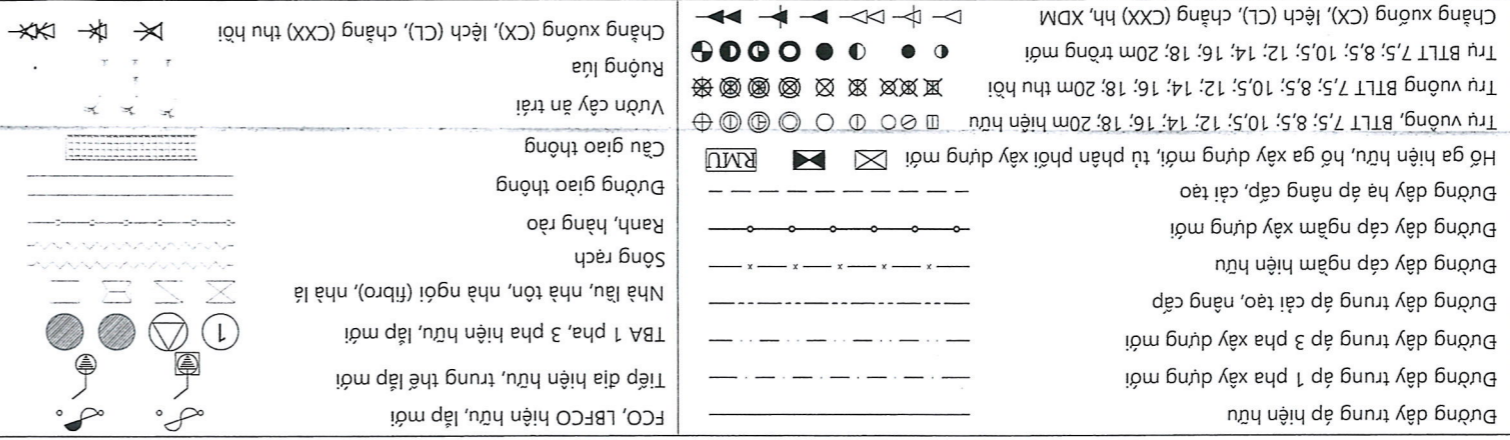 Đường dây trung áp hiện hữu
Đường dây trung áp 1 pha xây dựng mới
Đường dây trung áp 3 pha xây dựng mới
Đường dây trung áp cải tạo, nâng cấp
Đường dây cáp ngầm hiện hữu
Đường dây cáp ngầm xây dựng mới
Đường dây hạ áp nâng cấp, cải tạo
Hố ga hiện hữu, hố ga xây dựng mới, tủ phân phối xây dựng mới RMU
Trụ vuông, BTLT 7,5; 8,5; 10,5; 12; 14; 16; 18; 20m hiện hữu
Trụ vuông BTLT 7,5; 8,5; 10,5; 12; 14; 16; 18; 20m thu hồi
Trụ BTLT 7,5; 8,5; 10,5; 12; 14; 16; 18; 20m trồng mới
Chằng xuống (CX), lệch (CL), chằng (CXX) hh, XDM
FCO, LBFCO hiện hữu, lắp mới
Tiếp địa hiện hữu, trung thế lắp mới
TBA 1 pha, 3 pha hiện hữu, lắp mới 1
Nhà lầu, nhà tôn, nhà ngói (fibro), nhà lá
Sông rạch
Ranh, hàng rào
Đường giao thông
Cầu giao thông
Vườn cây ăn trái
Ruộng lúa
Chằng xuống (CX), lệch (CL), chằng (CXX) thu hồi